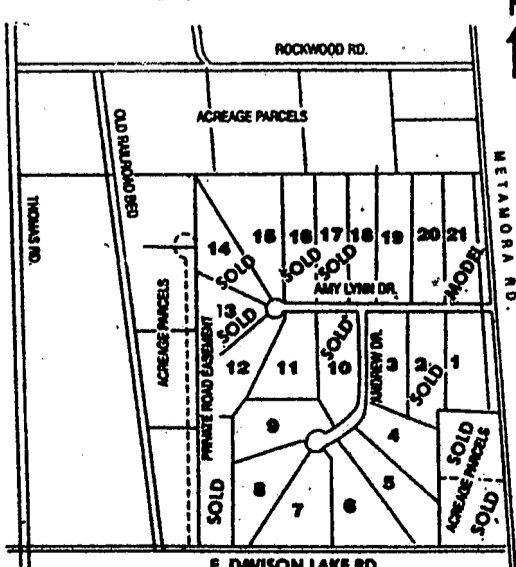 ROCKWOOD RD.
ACREAGE PARCELS
OLD RAILROAD BED
THOMAS RD.
METAMORA RD.
14
15
16
17
18
19
20
21
SOLD
SOLD
SOLD
MODEL
AMY LYNN DR.
13
SOLD
ACREAGE PARCELS
PRIVATE ROAD EASEMENT
12
11
10
SOLD
ANDREW DR.
3
2
1
SOLD
9
4
SOLD
ACREAGE PARCELS
SOLD
8
7
6
5
SOLD
E. DAVISON LAKE RD.